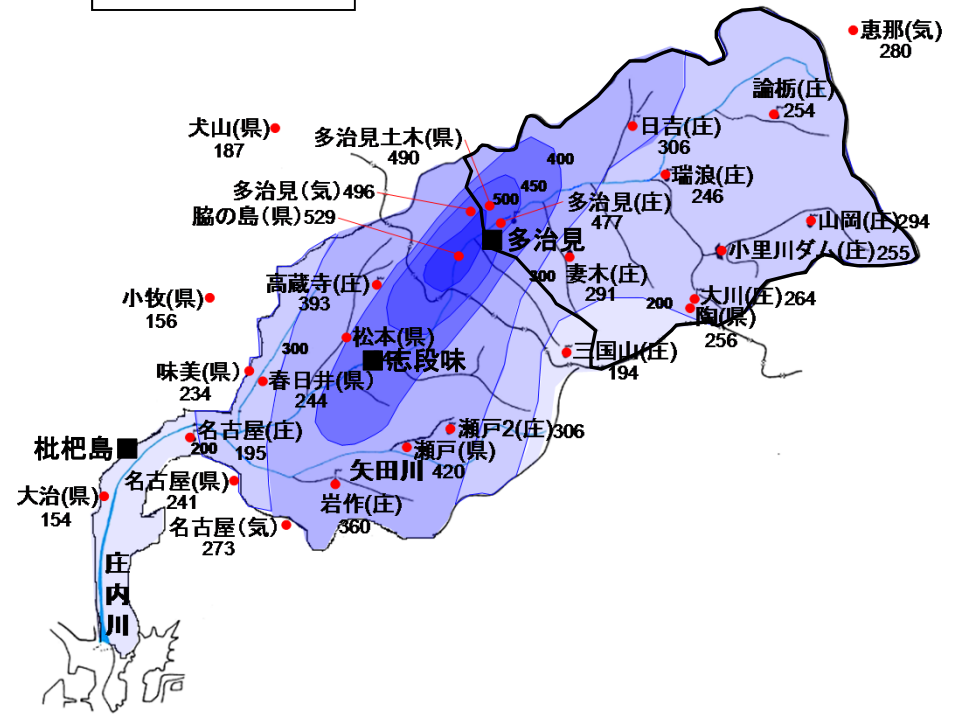 恵那(気)
280
論栃(庄)
254
犬山(県)
187
多治見土木(県)
490
日吉(庄)
306
400
450
500
瑞浪(庄)
246
多治見(気)496
多治見(庄)
477
脇の島(県)529
多治見
山岡(庄)294
小里川ダム(庄)255
妻木(庄)
291
300
高蔵寺(庄)
393
小牧(県)
156
大川(庄)264
200
陶(県)
256
松本(県)
志段味
300
三国山(庄)
194
味美(県)
234
春日井(県)
244
名古屋(庄)
195
200
枇杷島
瀬戸2(庄)306
瀬戸(県)
420
矢田川
名古屋(県)
241
大治(県)
154
岩作(庄)
360
名古屋(気)
273
庄内川